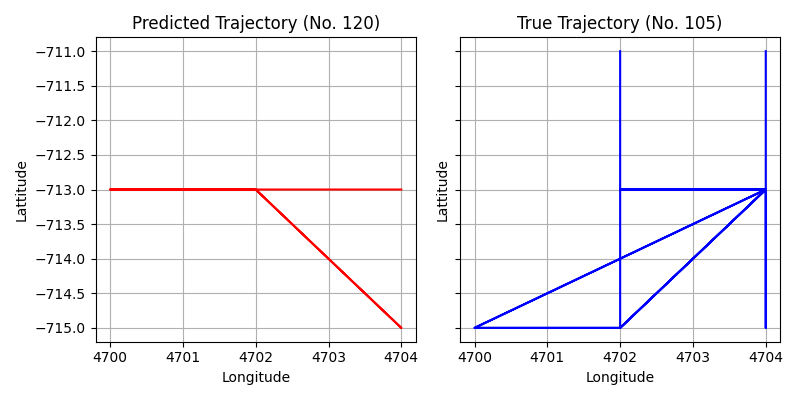 Predicted Trajectory (No. 120)
True Trajectory (No. 105)
−711.0
−711.5
−712.0
−712.5
−713.0
−713.5
−714.0
−714.5
−715.0
Lattitude
Lattitude
4700 4701 4702 4703 4704
4700 4701 4702 4703 4704
Longitude
Longitude